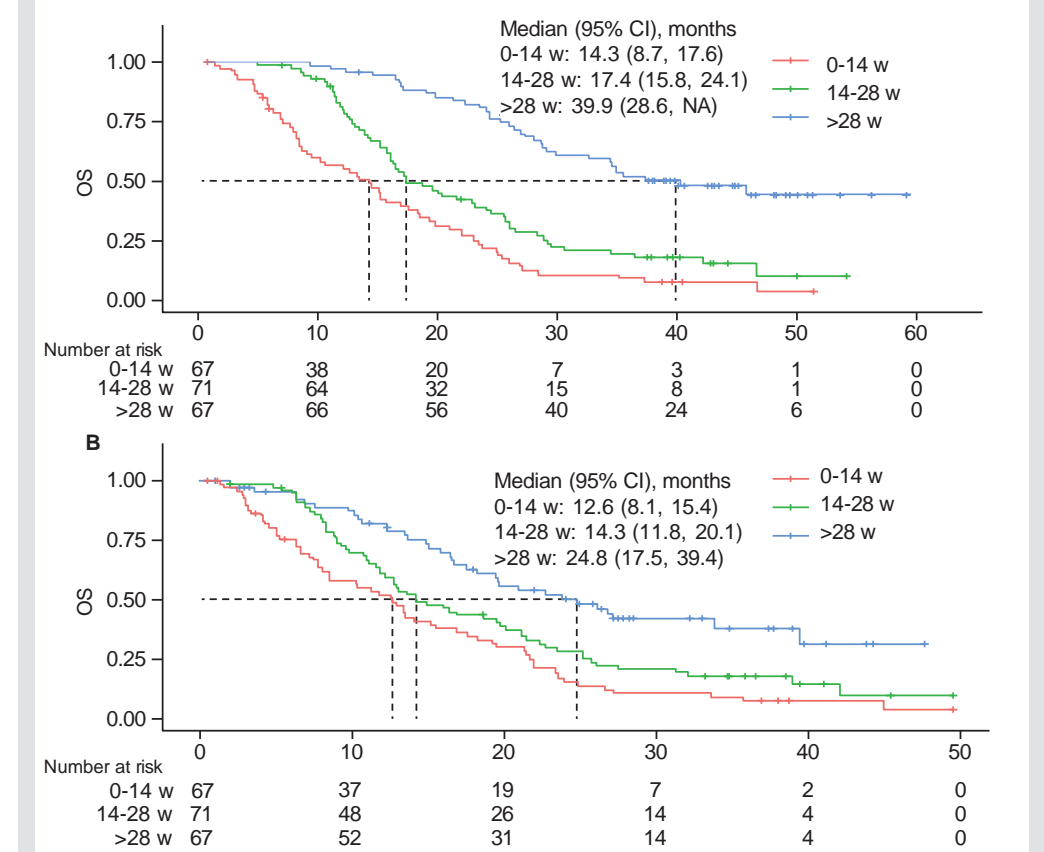 Median (95% CI), months
0-14 w: 14.3 (8.7, 17.6)
14-28 w: 17.4 (15.8, 24.1)
>28 w: 39.9 (28.6, NA)
0-14 w
14-28 w
>28 w
OS
1.00
0.75
0.50
0.25
0.00
0 10 20 30 40 50 60
Number at risk
0-14 w 67 38 20 7 3 1 0
14-28 w 71 64 32 15 8 1 0
>28 w 67 66 56 40 24 6 0
B
Median (95% CI), months
0-14 w: 12.6 (8.1, 15.4)
14-28 w: 14.3 (11.8, 20.1)
>28 w: 24.8 (17.5, 39.4)
0-14 w
14-28 w
>28 w
OS
1.00
0.75
0.50
0.25
0.00
0 10 20 30 40 50
Number at risk
0-14 w 67 37 19 7 2 0
14-28 w 71 48 26 14 4 0
>28 w 67 52 31 14 4 0